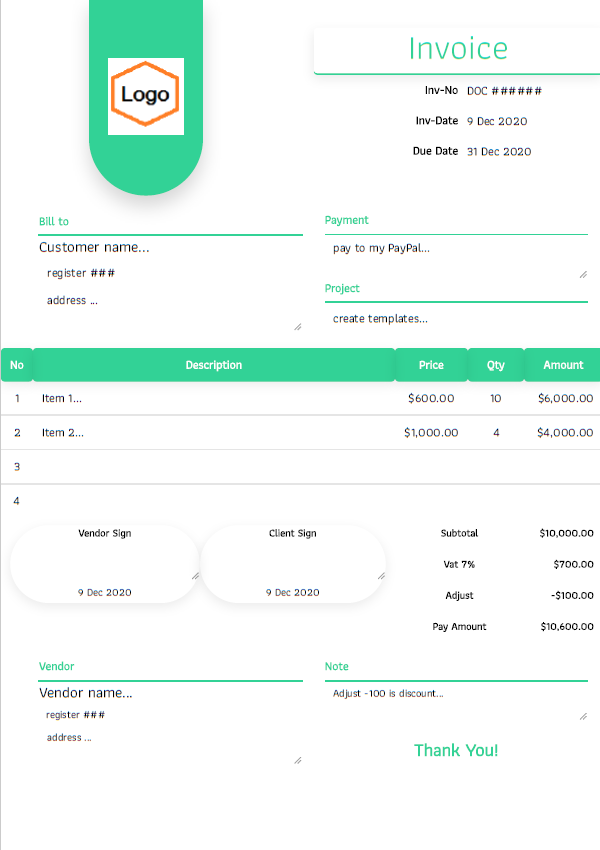 Logo
Invoice
Inv-No DOC ######
Inv-Date 9 Dec 2020
Due Date 31 Dec 2020
Bill to
Customer name...
register ###
address ...
Payment
pay to my PayPal...
Project
create templates...
No Description Price Qty Amount
1 Item 1... $600.00 10 $6,000.00
2 Item 2... $1,000.00 4 $4,000.00
3
4
Vendor Sign
9 Dec 2020
Client Sign
9 Dec 2020
Subtotal $10,000.00
Vat 7% $700.00
Adjust -$100.00
Pay Amount $10,600.00
Vendor
Vendor name...
register ###
address ...
Note
Adjust -100 is discount...
Thank You!